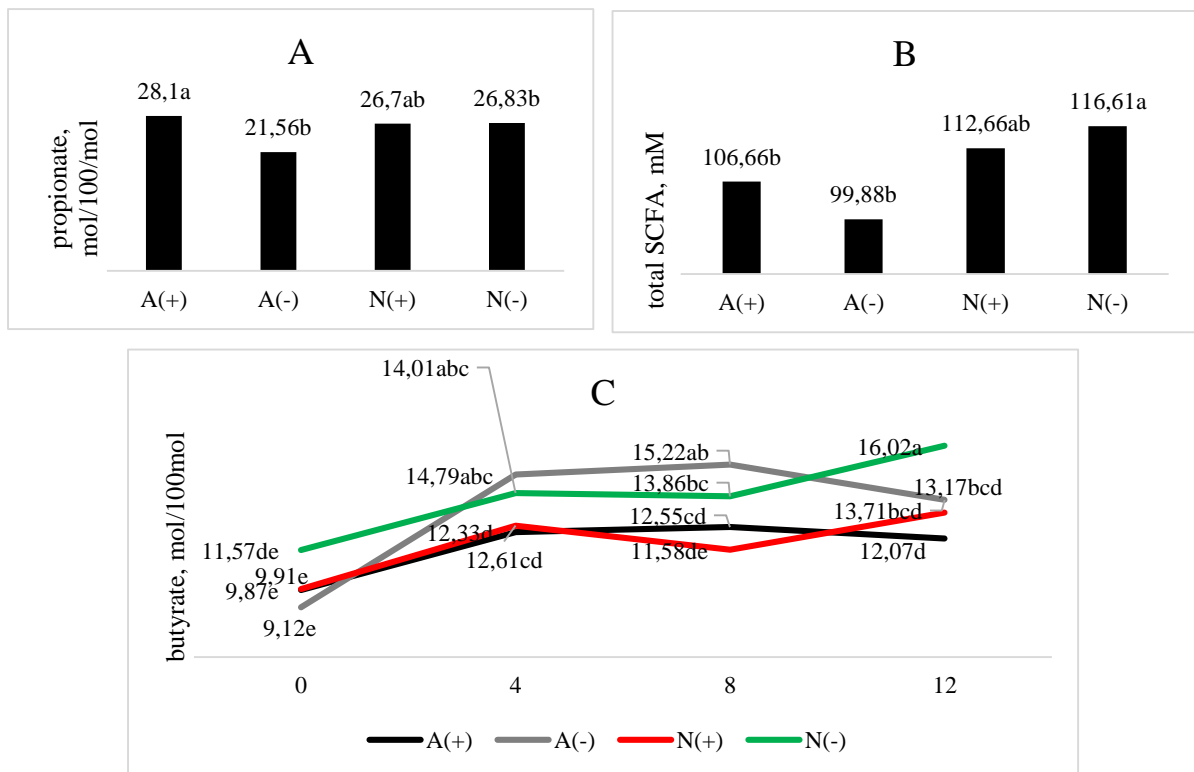 A
propionate,
mol/100/mol
28,1a
21,56b
26,7ab
26,83b
A(+) A(-) N(+) N(-)
B
total SCFA, mM
106,66b
99,88b
112,66ab
116,61a
A(+) A(-) N(+) N(-)
C
butyrate, mol/100mol
14,01abc
14,79abc
15,22ab
16,02a
13,86bc
13,17bcd
12,55cd
13,71bcd
12,33d
12,61cd
11,58de
12,07d
11,57de
9,91e
9,87e
9,12e
0 4 8 12
A(+) A(-) N(+) N(-)